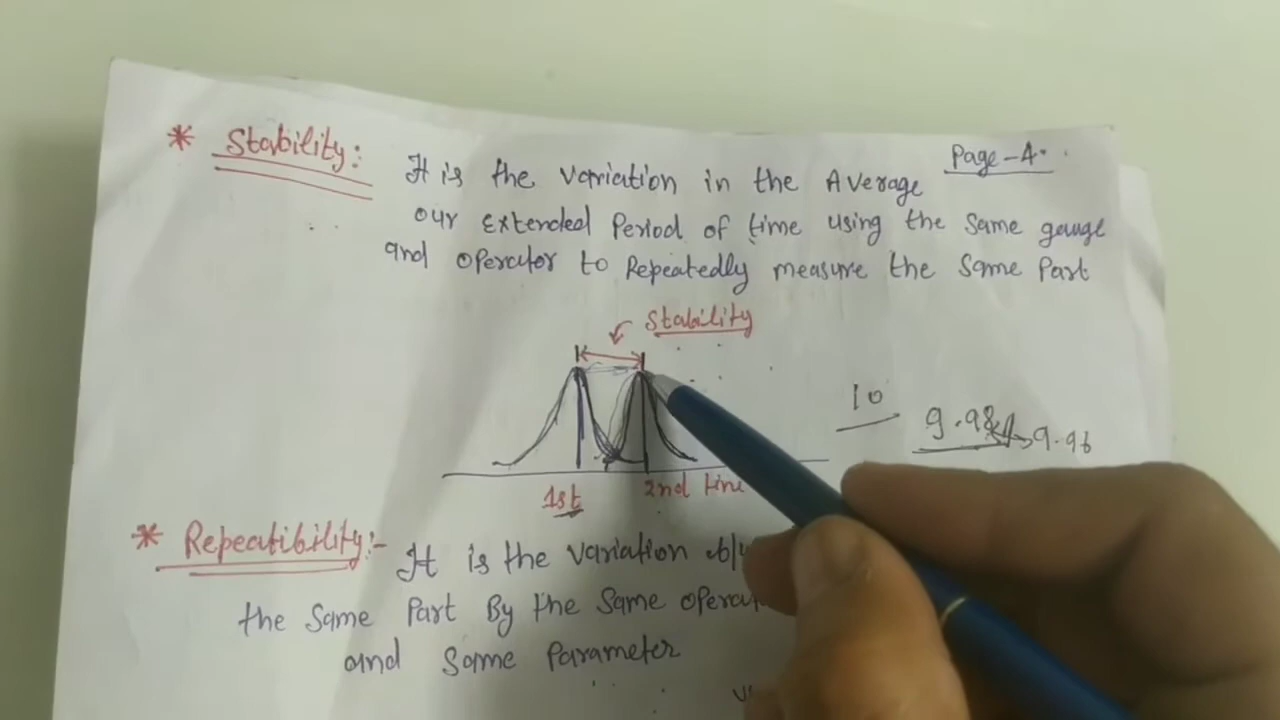 Page-4.
* Stability:
It is the variation in the Average
our extended Period of time using the same gauge
and operator to Repeatedly measure the same Part
Stability
10
9.98
9.96
1st
2nd time
* Repeatibility:-
It is the variation b/w
the same Part By the same
and same Parameter